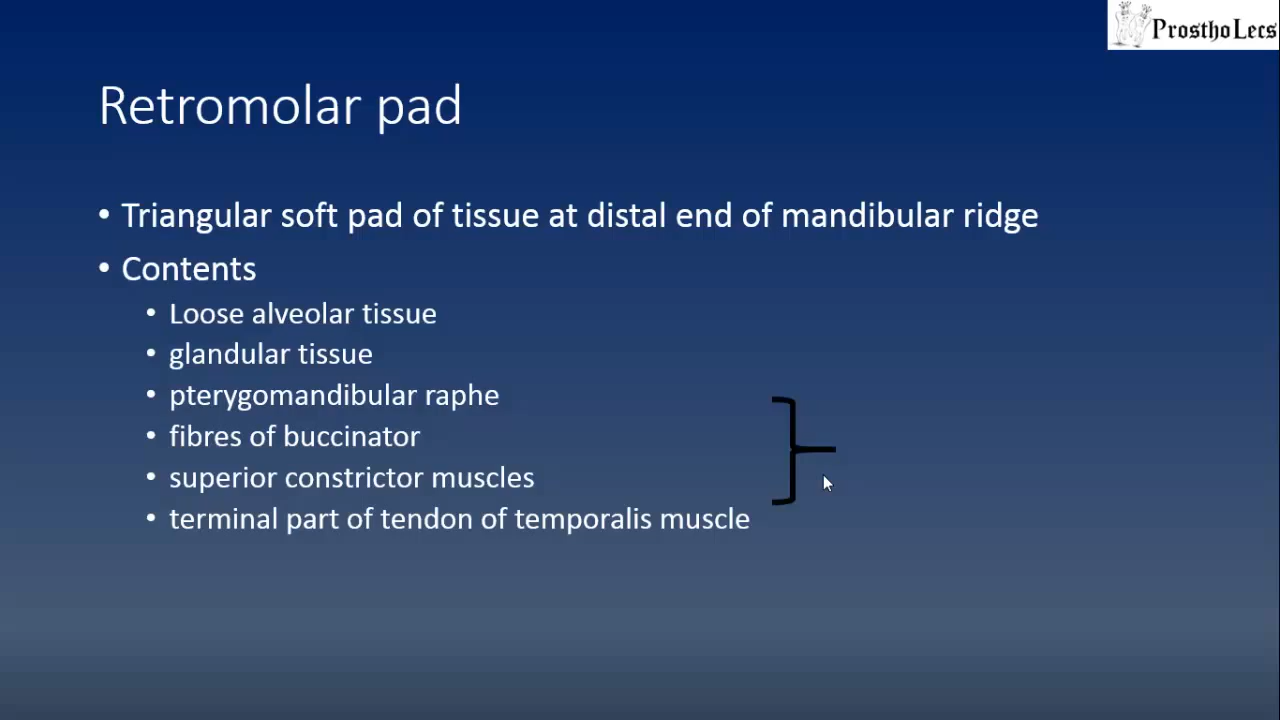 ProsthoLecs
Retromolar pad
• Triangular soft pad of tissue at distal end of mandibular ridge
• Contents
• Loose alveolar tissue
• glandular tissue
• pterygomandibular raphe
• fibres of buccinator
• superior constrictor muscles
• terminal part of tendon of temporalis muscle